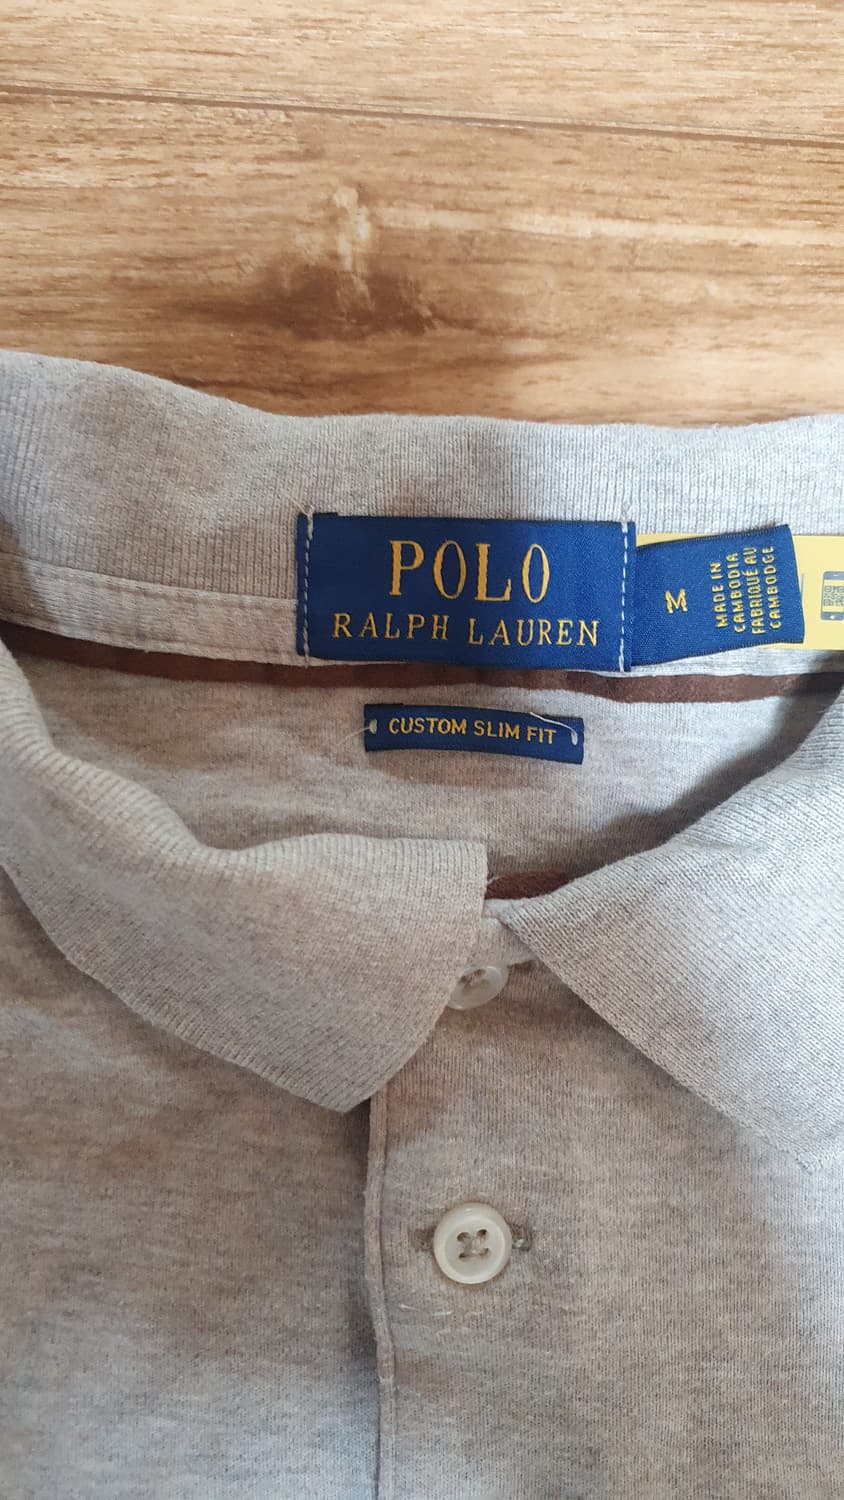 POLO
RALPH LAUREN
M
MADE IN
CAMBODIA
FABRIQUÉ AU
CAMBODGE
CUSTOM SLIM FIT